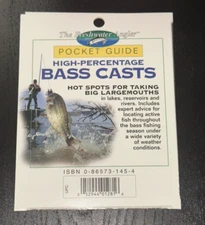 The Freshwater Angler
POCKET GUIDE
HIGH-PERCENTAGE
BASS CASTS
HOT SPOTS FOR TAKING
BIG LARGEMOUTHS
in lakes, reservoirs and
rivers. Includes
expert advice for
locating active
fish throughout
the bass fishing
season under a
wide variety of
weather conditions.
ISBN 0-86573-145-4
UPC